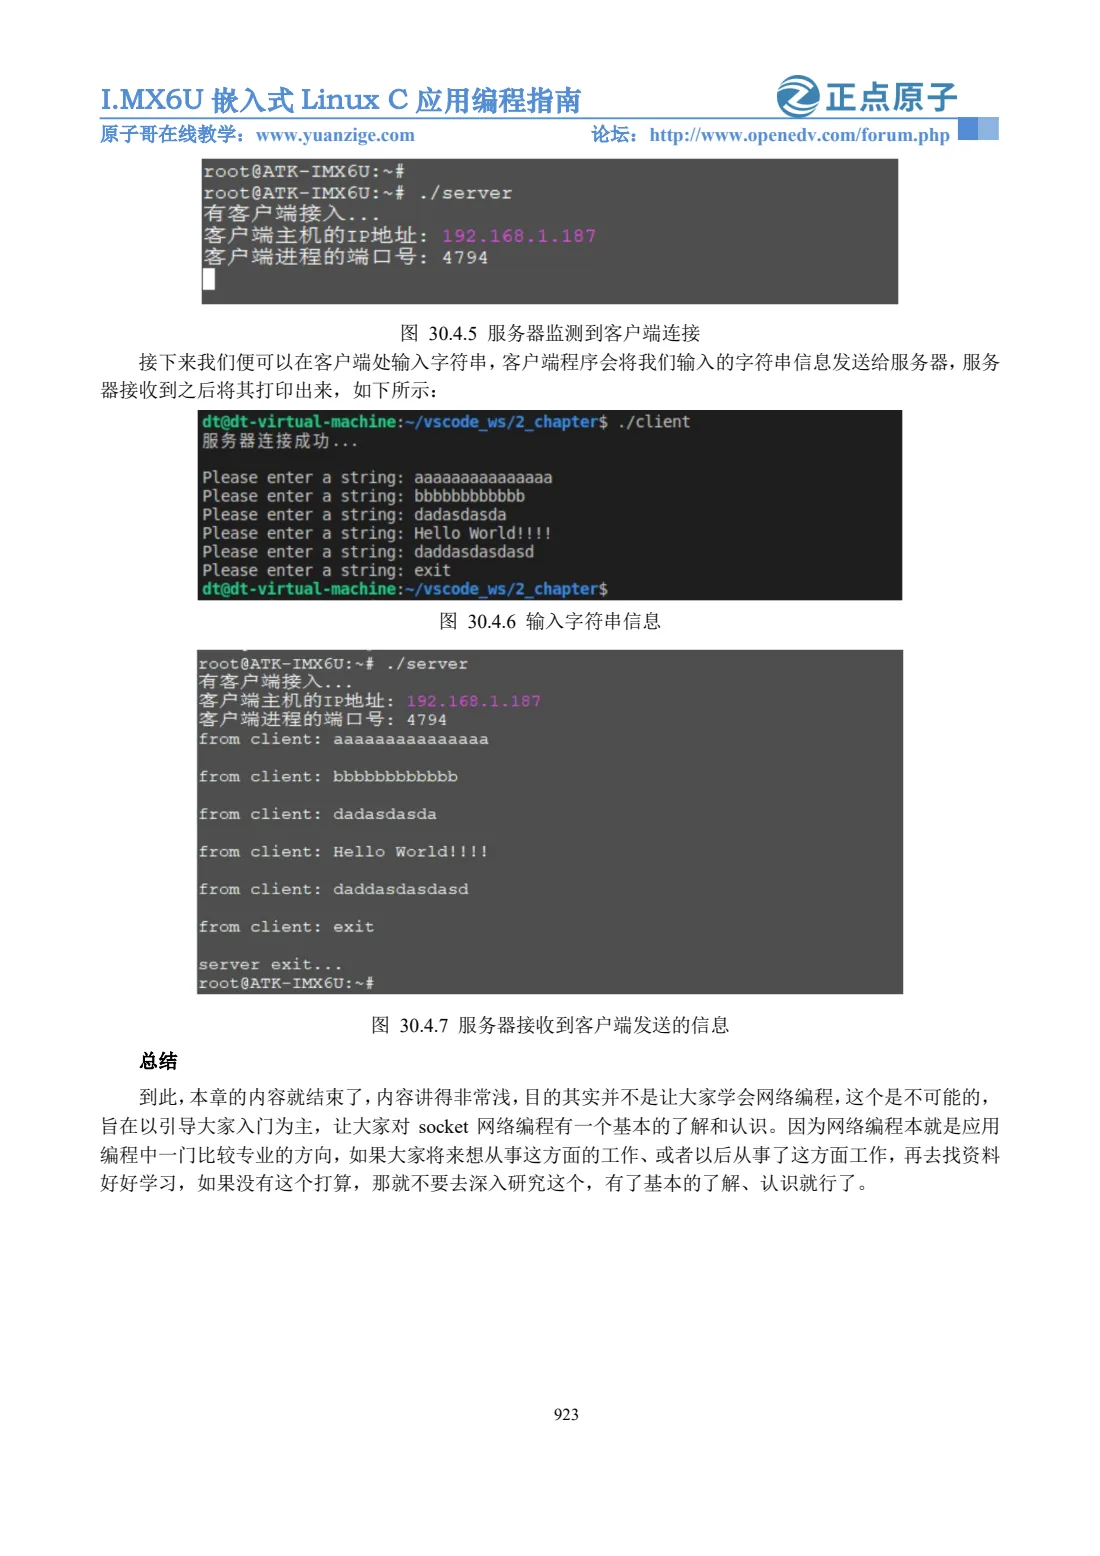 I.MX6U 嵌入式 Linux C 应用编程指南
正点原子
原子哥在线教学：www.yuanzige.com 论坛：http://www.openedv.com/forum.php
root@ATK-IMX6U:~#
root@ATK-IMX6U:~# ./server
有客户端接入...
客户端主机的IP地址: 192.168.1.187
客户端进程的端口号: 4794
图 30.4.5 服务器监测到客户端连接
接下来我们便可以在客户端处输入字符串，客户端程序会将我们输入的字符串信息发送给服务器，服务
器接收到之后将其打印出来，如下所示：
dt@dt-virtual-machine:~/vscode_ws/2_chapter$ ./client
服务器连接成功...
Please enter a string: aaaaaaaaaaaaaaa
Please enter a string: bbbbbbbbbbbb
Please enter a string: dadasdasda
Please enter a string: Hello World!!!!
Please enter a string: daddasdasdasd
Please enter a string: exit
dt@dt-virtual-machine:~/vscode_ws/2_chapter$
图 30.4.6 输入字符串信息
root@ATK-IMX6U:~# ./server
有客户端接入...
客户端主机的IP地址: 192.168.1.187
客户端进程的端口号: 4794
from client: aaaaaaaaaaaaaaa
from client: bbbbbbbbbbbb
from client: dadasdasda
from client: Hello World!!!!
from client: daddasdasdasd
from client: exit
server exit...
root@ATK-IMX6U:~#
图 30.4.7 服务器接收到客户端发送的信息
总结
到此，本章的内容就结束了，内容讲得非常浅，目的其实并不是让大家学会网络编程，这个是不可能的，
旨在以引导大家入门为主，让大家对 socket 网络编程有一个基本的了解和认识。因为网络编程本就是应用
编程中一门比较专业的方向，如果大家将来想从事这方面的工作、或者以后从事了这方面工作，再去找资料
好好学习，如果没有这个打算，那就不要去深入研究这个，有了基本的了解、认识就行了。
923